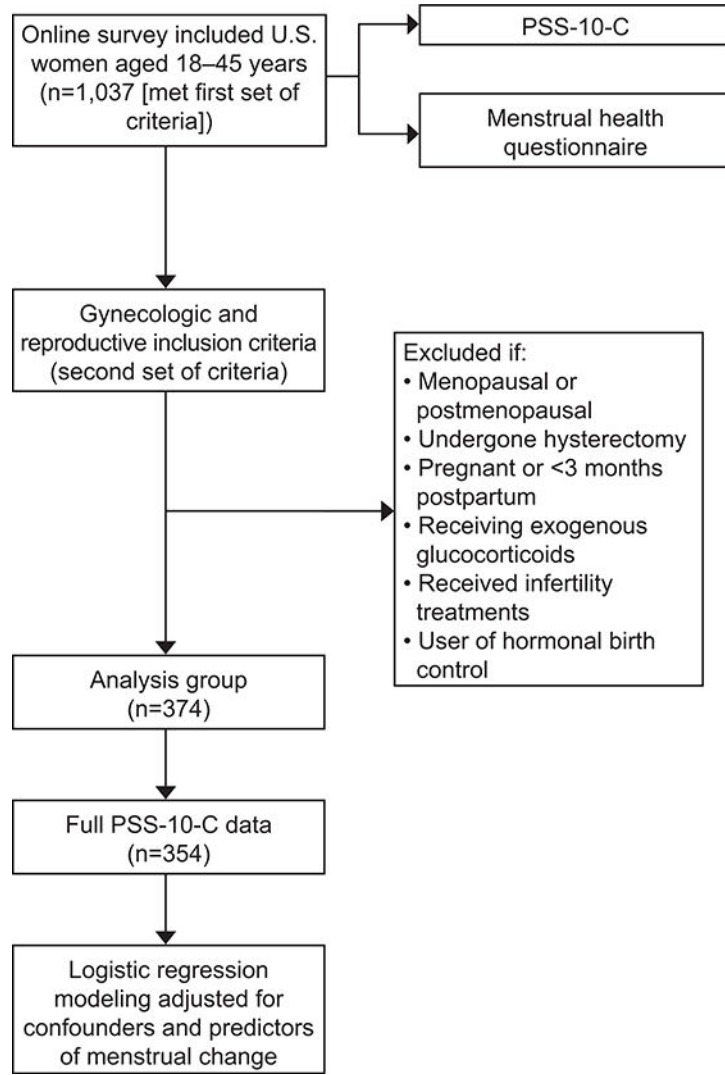 Online survey included U.S.
women aged 18–45 years
(n=1,037 [met first set of
criteria])
PSS-10-C
Menstrual health
questionnaire
Gynecologic and
reproductive inclusion criteria
(second set of criteria)
Excluded if:
• Menopausal or
postmenopausal
• Undergone hysterectomy
• Pregnant or <3 months
postpartum
• Receiving exogenous
glucocorticoids
• Received infertility
treatments
• User of hormonal birth
control
Analysis group
(n=374)
Full PSS-10-C data
(n=354)
Logistic regression
modeling adjusted for
confounders and predictors
of menstrual change